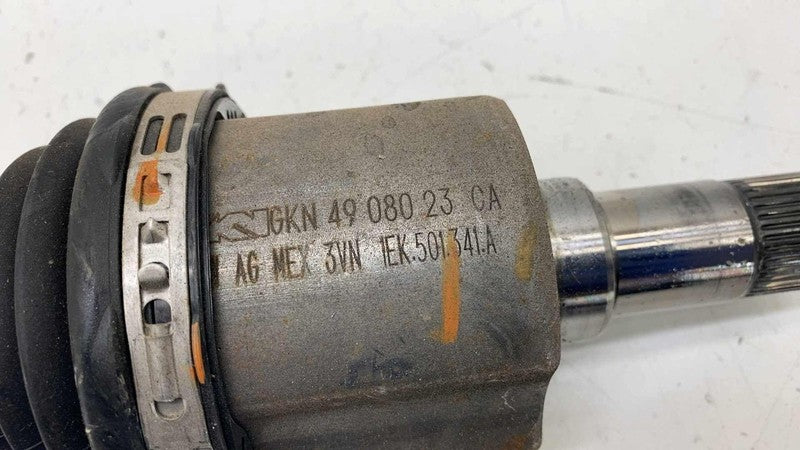 GKN 49 080 23 CA
AG MEX 3VN 1EK.501.341.A